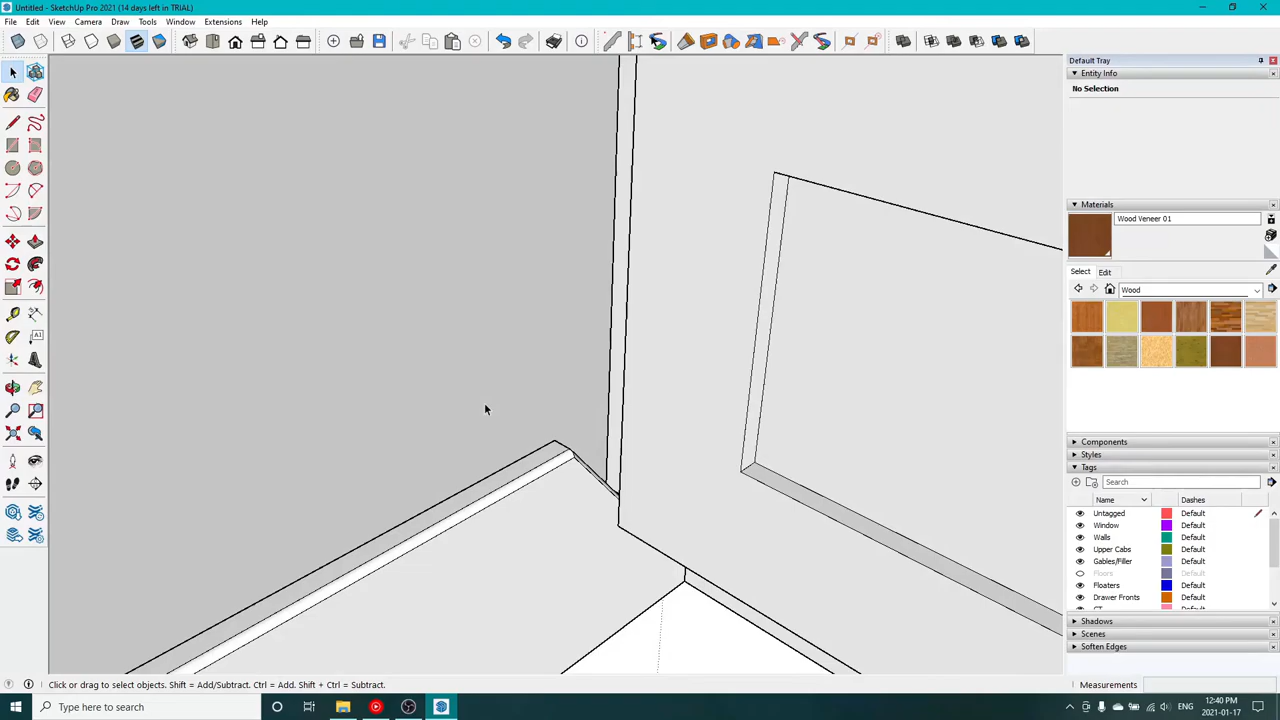 Untitled - SketchUp Pro 2021 (14 days left in TRIAL)
File Edit View Camera Draw Tools Window Extensions Help
Default Tray
Entity Info
No Selection
Materials
Wood Veneer 01
Select Edit
Wood
Components
Styles
Tags
Search
Name Dashes
Untagged Default
Window Default
Walls Default
Upper Cabs Default
Gables/Filler Default
Floors Default
Floaters Default
Drawer Fronts Default
Shadows
Scenes
Soften Edges
Click or drag to select objects. Shift = Add/Subtract. Ctrl = Add. Shift + Ctrl = Subtract.
Measurements
Type here to search
ENG
12:40 PM
2021-01-17